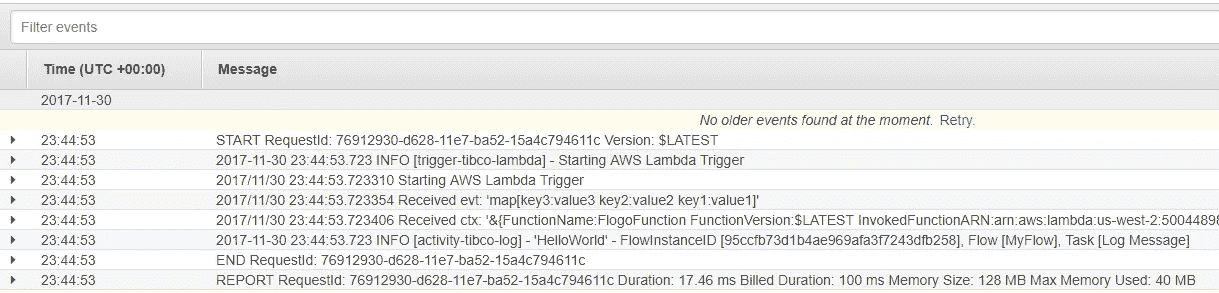 Filter events
Time (UTC +00:00) Message
2017-11-30
No older events found at the moment. Retry.
23:44:53 START RequestId: 76912930-d628-11e7-ba52-15a4c794611c Version: $LATEST
23:44:53 2017-11-30 23:44:53.723 INFO [trigger-tibco-lambda] - Starting AWS Lambda Trigger
23:44:53 2017/11/30 23:44:53.723310 Starting AWS Lambda Trigger
23:44:53 2017/11/30 23:44:53.723354 Received evt: 'map[key3:value3 key2:value2 key1:value1]'
23:44:53 2017/11/30 23:44:53.723406 Received ctx: '&{FunctionName:FlogoFunction FunctionVersion:$LATEST InvokedFunctionARN:arn:aws:lambda:us-west-2:50044898
23:44:53 2017-11-30 23:44:53.723 INFO [activity-tibco-log] - 'HelloWorld' - FlowInstanceID [95ccfb73d1b4ae969afa3f7243dfb258], Flow [MyFlow], Task [Log Message]
23:44:53 END RequestId: 76912930-d628-11e7-ba52-15a4c794611c
23:44:53 REPORT RequestId: 76912930-d628-11e7-ba52-15a4c794611c Duration: 17.46 ms Billed Duration: 100 ms Memory Size: 128 MB Max Memory Used: 40 MB